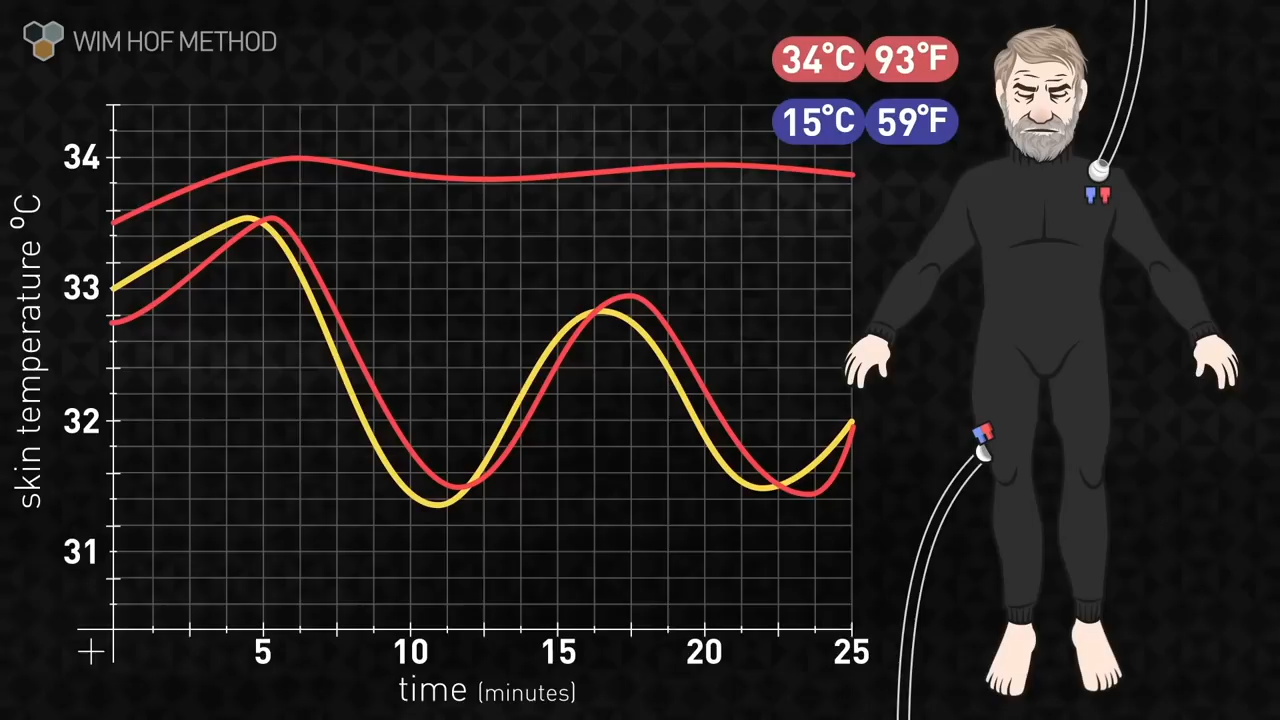 WIM HOF METHOD
34°C 93°F
15°C 59°F
skin temperature °C
34
33
32
31
5 10 15 20 25
time (minutes)